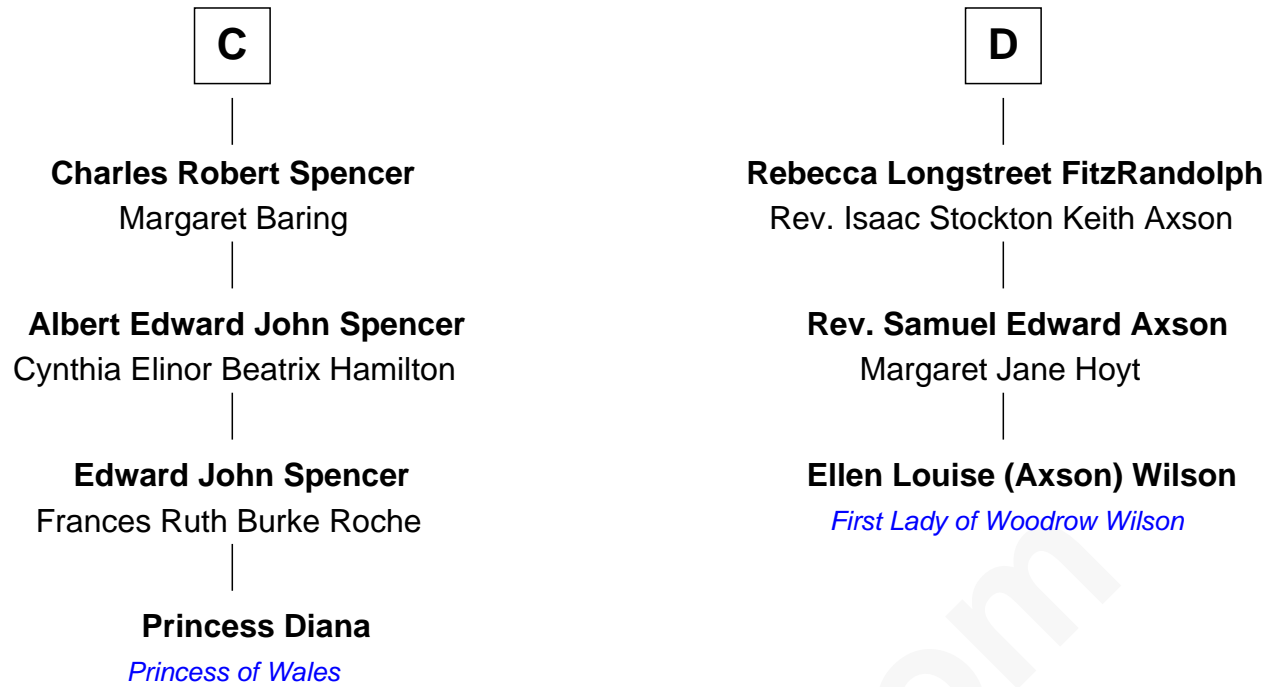 C
Charles Robert Spencer
Margaret Baring
Albert Edward John Spencer
Cynthia Elinor Beatrix Hamilton
Edward John Spencer
Frances Ruth Burke Roche
Princess Diana
Princess of Wales
D
Rebecca Longstreet FitzRandolph
Rev. Isaac Stockton Keith Axson
Rev. Samuel Edward Axson
Margaret Jane Hoyt
Ellen Louise (Axson) Wilson
First Lady of Woodrow Wilson
om